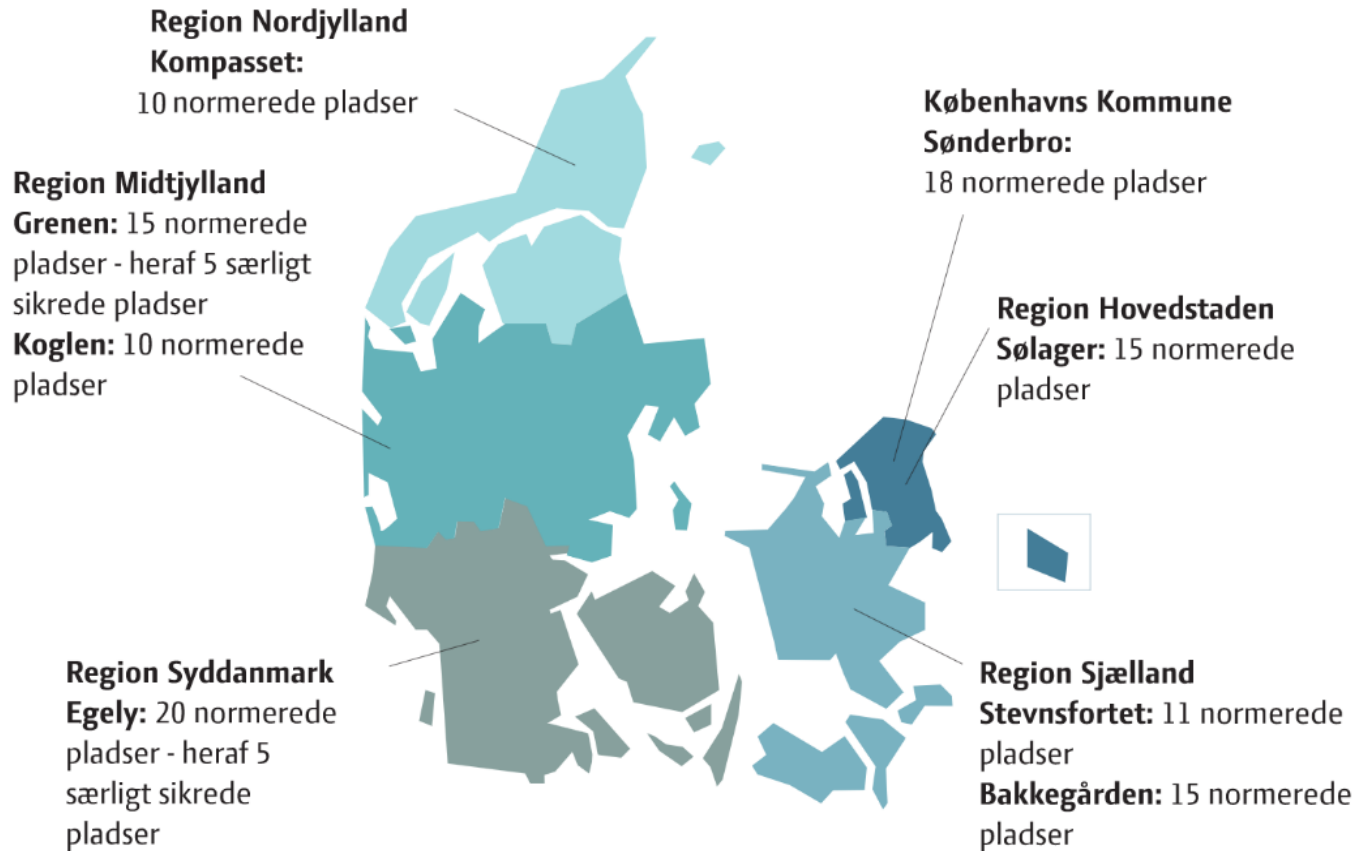 Region Nordjylland
Kompasset:
10 normerede pladser
Københavns Kommune
Sønderbro:
18 normerede pladser
Region Midtjylland
Grenen: 15 normerede
pladser - heraf 5 særligt
sikrede pladser
Koglen: 10 normerede
pladser
Region Hovedstaden
Sølager: 15 normerede
pladser
Region Syddanmark
Egely: 20 normerede
pladser - heraf 5
særligt sikrede
pladser
Region Sjælland
Stevnsfortet: 11 normerede
pladser
Bakkegården: 15 normerede
pladser